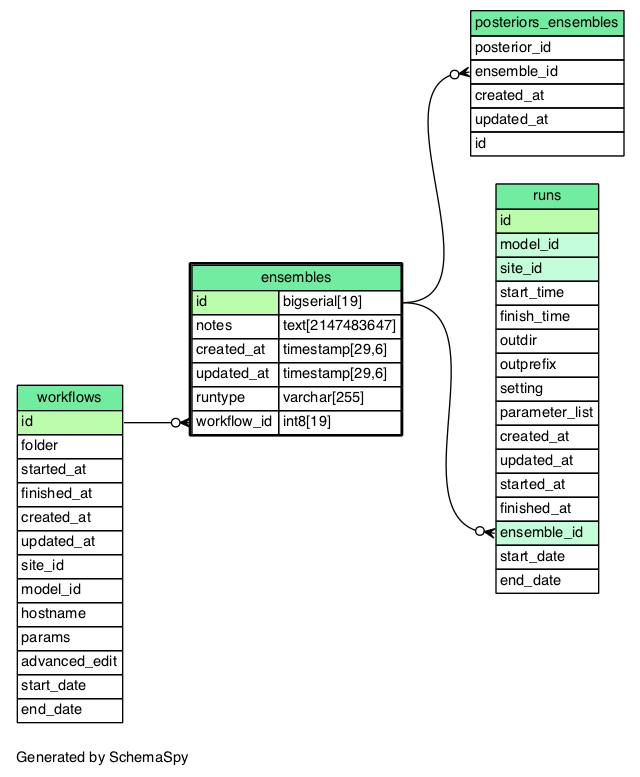 posteriors_ensembles
posterior_id
ensemble_id
created_at
updated_at
id
runs
id
model_id
site_id
start_time
finish_time
outdir
outprefix
setting
parameter_list
created_at
updated_at
started_at
finished_at
ensemble_id
start_date
end_date
ensembles
id bigserial[19]
notes text[2147483647]
created_at timestamp[29,6]
updated_at timestamp[29,6]
runtype varchar[255]
workflow_id int8[19]
workflows
id
folder
started_at
finished_at
created_at
updated_at
site_id
model_id
hostname
params
advanced_edit
start_date
end_date
Generated by SchemaSpy